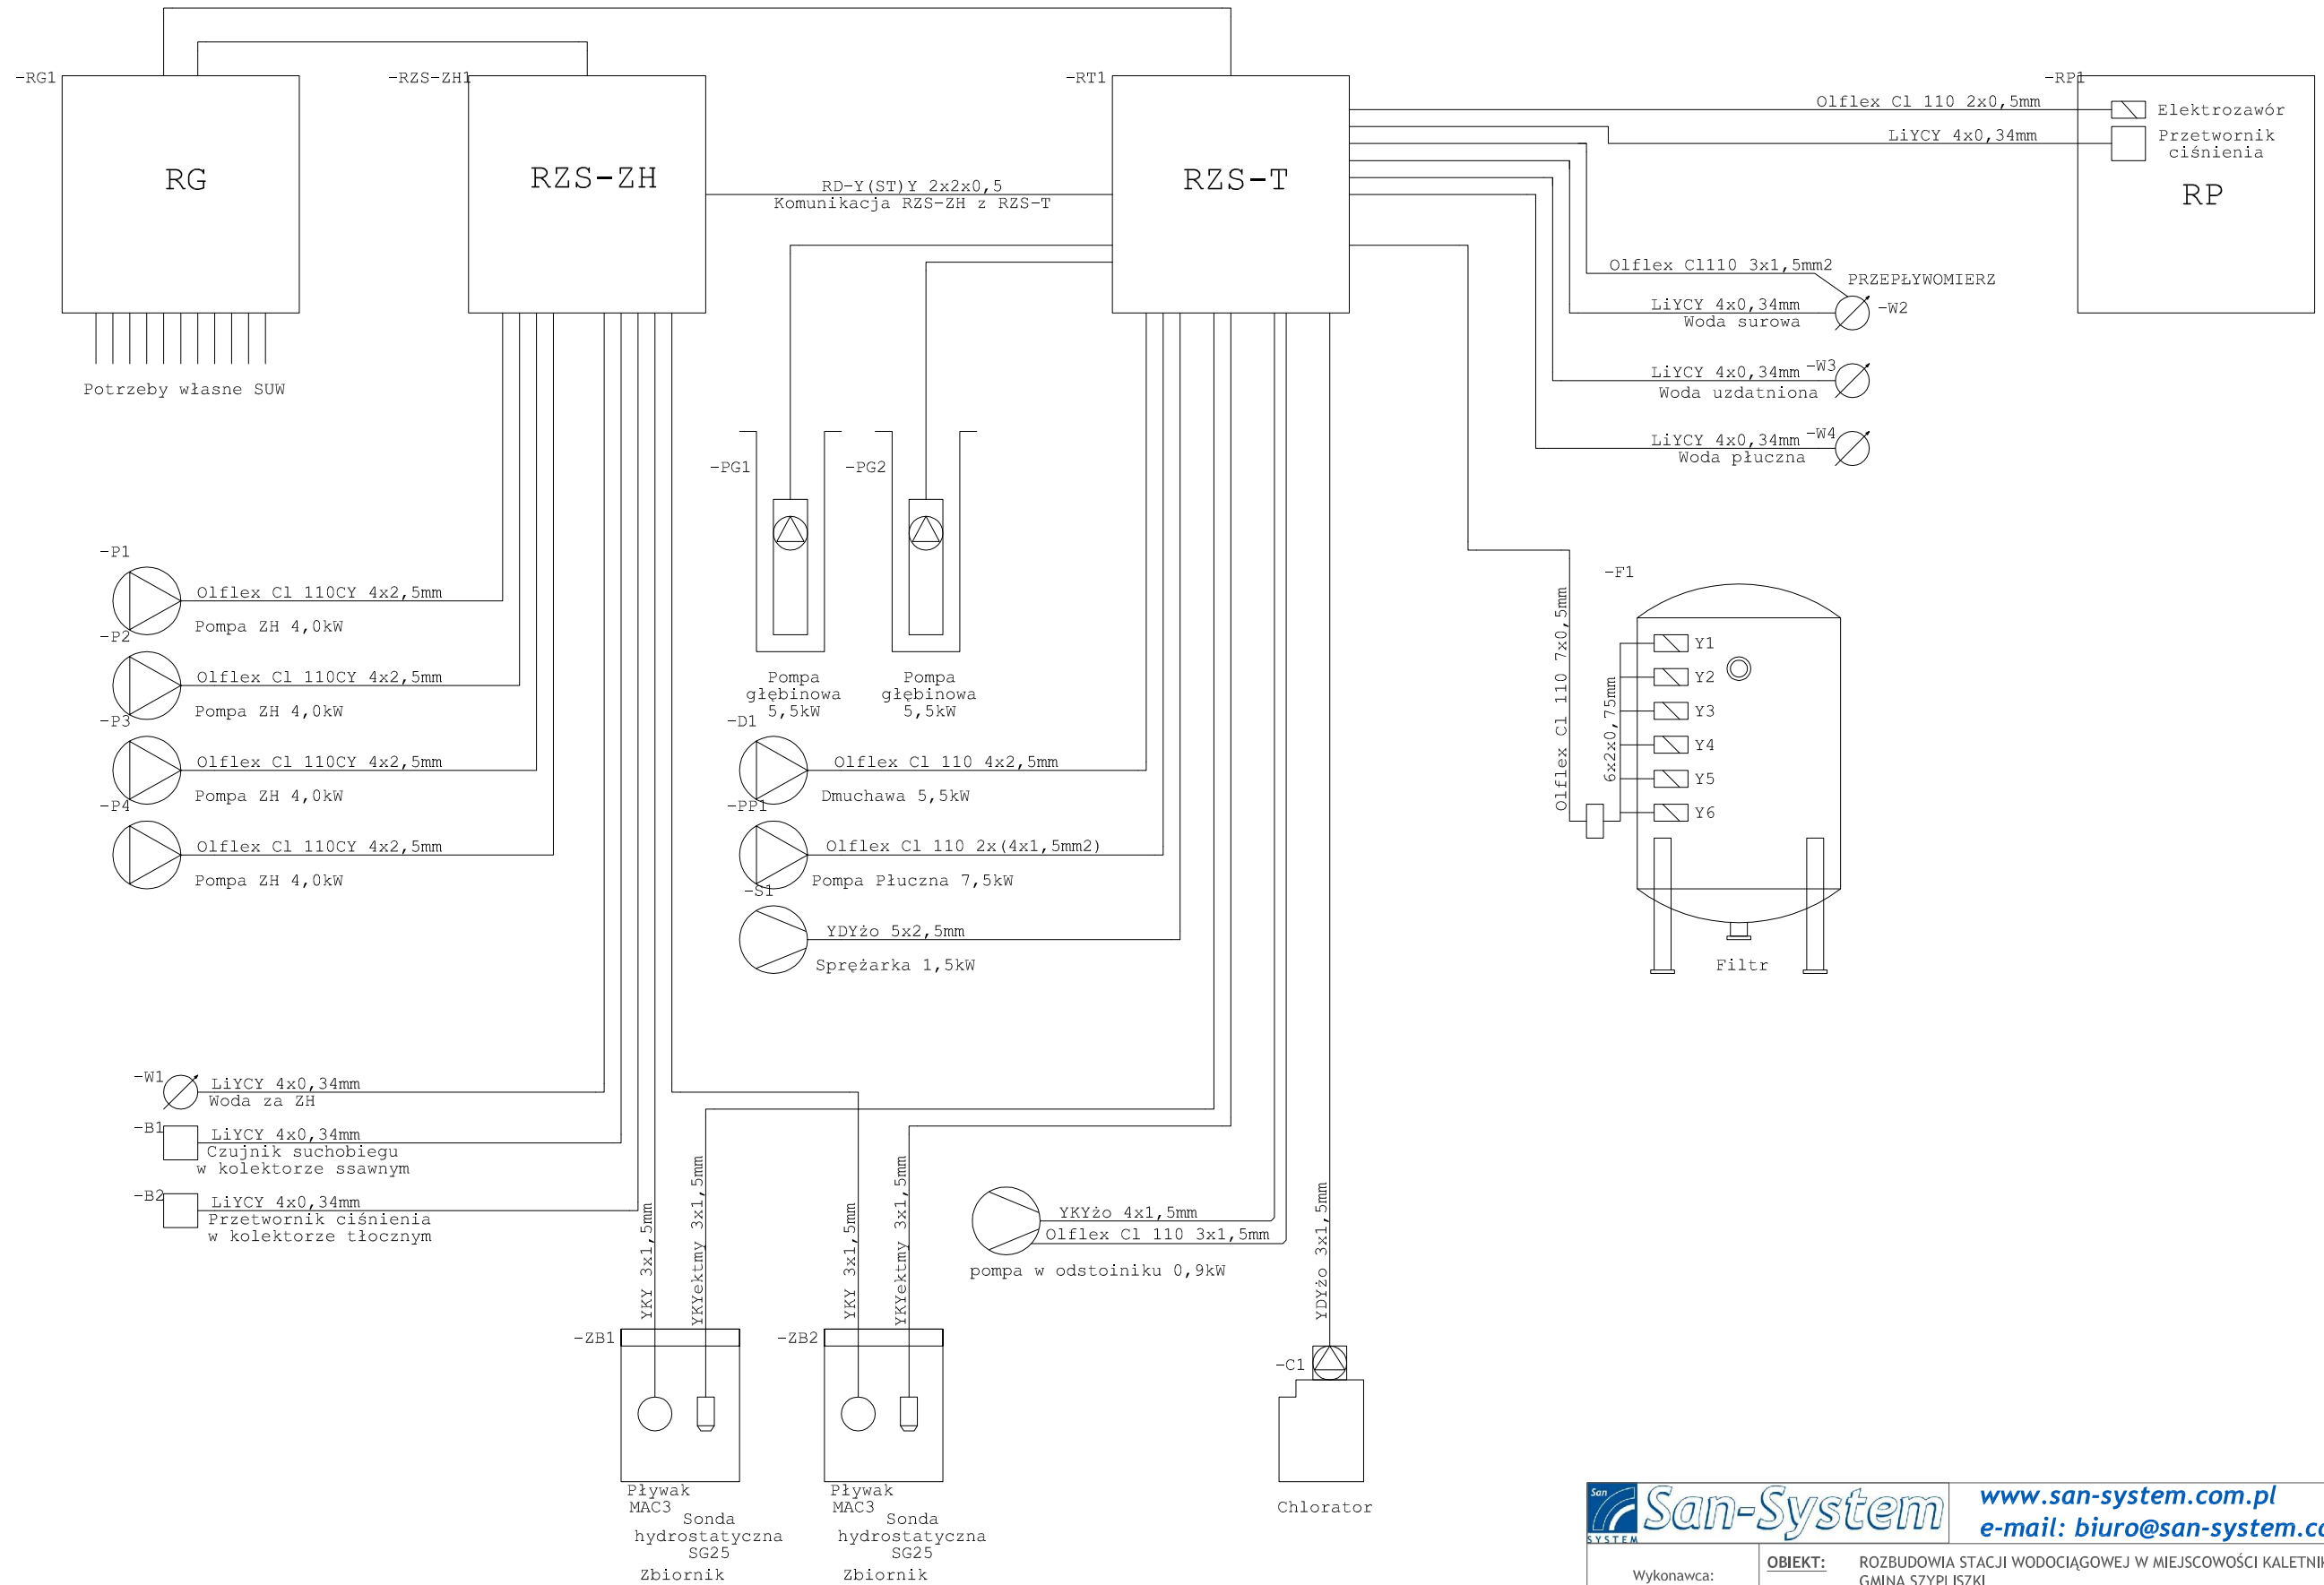 -RG1
RG
Potrzeby własne SUW
-RZS-ZH1
RZS-ZH
RD-Y(ST)Y 2x2x0,5
Komunikacja RZS-ZH z RZS-T
-RT1
RZS-T
-RP1
Olflex Cl 110 2x0,5mm
Elektrozawór
LiYCY 4x0,34mm
Przetwornik
ciśnienia
RP
Olflex Cl110 3x1,5mm2
PRZEPŁYWOMIERZ
LiYCY 4x0,34mm
-W2
Woda surowa
LiYCY 4x0,34mm
-W3
Woda uzdatniona
LiYCY 4x0,34mm
-W4
Woda płuczna
-P1
Olflex Cl 110CY 4x2,5mm
Pompa ZH 4,0kW
-P2
Olflex Cl 110CY 4x2,5mm
Pompa ZH 4,0kW
-P3
Olflex Cl 110CY 4x2,5mm
Pompa ZH 4,0kW
-P4
Olflex Cl 110CY 4x2,5mm
Pompa ZH 4,0kW
-PG1
Pompa
głębinowa
5,5kW
-PG2
Pompa
głębinowa
5,5kW
-D1
Olflex Cl 110 4x2,5mm
Dmuchawa 5,5kW
-PP1
Olflex Cl 110 2x(4x1,5mm2)
Pompa Płuczna 7,5kW
-S1
YDYżo 5x2,5mm
Sprężarka 1,5kW
-F1
Olflex Cl 110 7x0,5mm
6x2x0,75mm
Y1
Y2
Y3
Y4
Y5
Y6
Filtr
-W1
LiYCY 4x0,34mm
Woda za ZH
-B1
LiYCY 4x0,34mm
Czujnik suchobiegu
w kolektorze ssawnym
-B2
LiYCY 4x0,34mm
Przetwornik ciśnienia
w kolektorze tłocznym
YKY 3x1,5mm
YKYektmy 3x1,5mm
YKY 3x1,5mm
YKYektmy 3x1,5mm
YKYżo 4x1,5mm
Olflex Cl 110 3x1,5mm
pompa w odstoiniku 0,9kW
YDYżo 3x1,5mm
-ZB1
Pływak
MAC3
Sonda
hydrostatyczna
SG25
Zbiornik
-ZB2
Pływak
MAC3
Sonda
hydrostatyczna
SG25
Zbiornik
-C1
Chlorator
San
SYSTEM
San-System
www.san-system.com.pl
e-mail: biuro@san-system.co
Wykonawca:
OBIEKT:
ROZBUDOWIA STACJI WODOCIĄGOWEJ W MIEJSCOWOŚCI KALETNIK
GMINA SZYPLISZKI